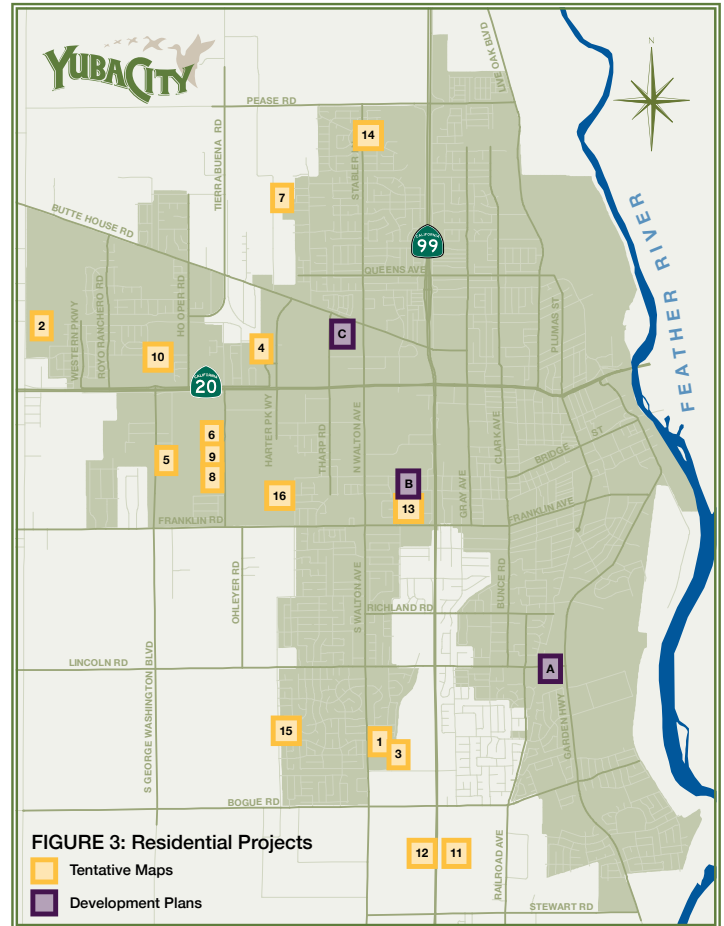 YUBA CITY
N
LIVE OAK BLVD
PEASE RD
14
TIERRA BUENA RD
STABLER
7
BUTTE HOUSE RD
FEATHER RIVER
CALIFORNIA
99
QUEENS AVE
HOOPER RD
ROYO RANCHERO RD
WESTERN PKWY
PLUMAS ST
2
C
4
10
CALIFORNIA
20
HARTER PKWY
THARP RD
N WALTON AVE
CLARK AVE
6
BRIDGE ST
5
9
8
GRAY AVE
B
16
13
FRANKLIN RD
FRANKLIN AVE
OHLEYER RD
S WALTON AVE
BUNCE RD
RICHLAND RD
LINCOLN RD
A
S GEORGE WASHINGTON BLVD
GARDEN HWY
15
1
3
BOGUE RD
FIGURE 3: Residential Projects
12
11
RAILROAD AVE
Tentative Maps
Development Plans
STEWART RD